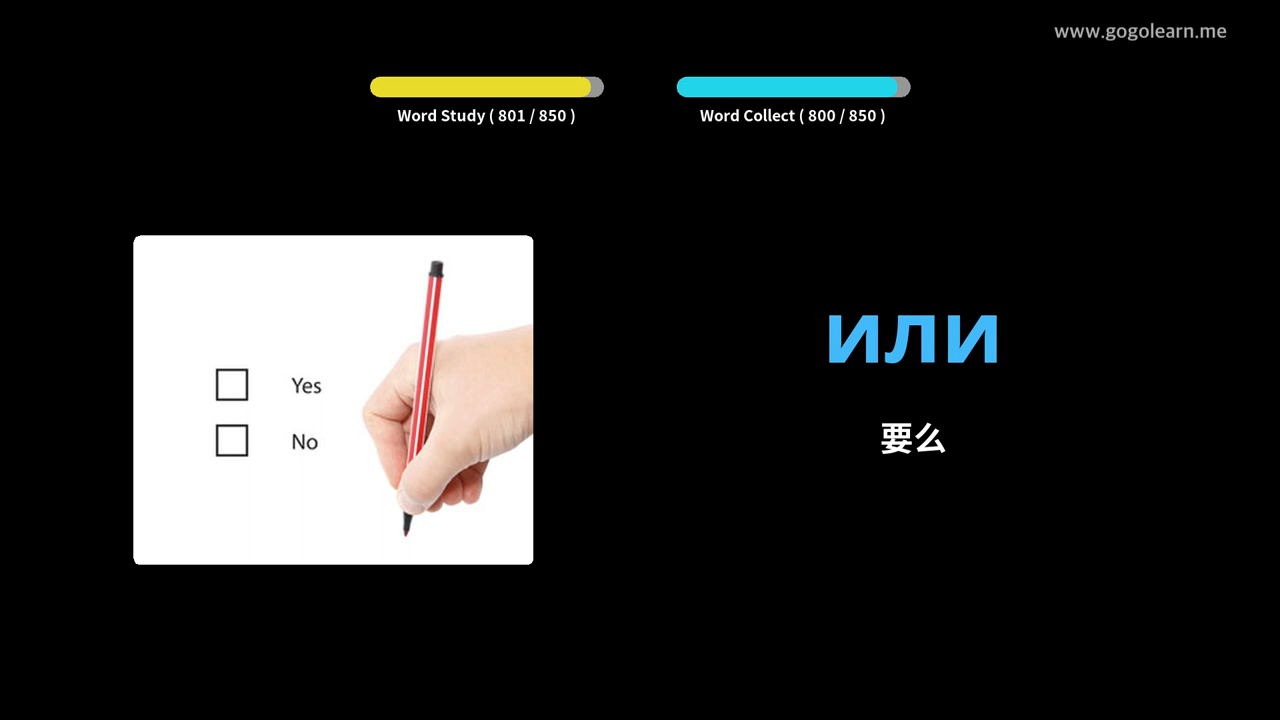 www.gogolearn.me
Word Study ( 801 / 850 )
Word Collect ( 800 / 850 )
Yes
No
или
要么